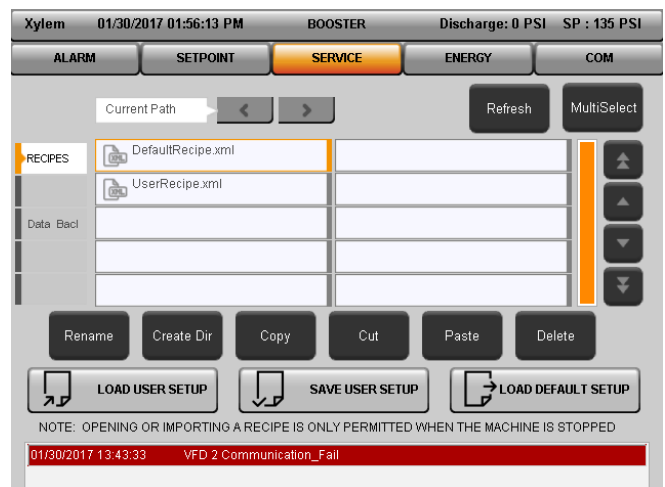 Xylem 01/30/2017 01:56:13 PM BOOSTER Discharge: 0 PSI SP : 135 PSI
ALARM SETPOINT SERVICE ENERGY COM
Current Path Refresh MultiSelect
RECIPES DefaultRecipe.xml
UserRecipe.xml
Data Bacl
Rename Create Dir Copy Cut Paste Delete
LOAD USER SETUP SAVE USER SETUP LOAD DEFAULT SETUP
NOTE: OPENING OR IMPORTING A RECIPE IS ONLY PERMITTED WHEN THE MACHINE IS STOPPED
01/30/2017 13:43:33 VFD 2 Communication_Fail